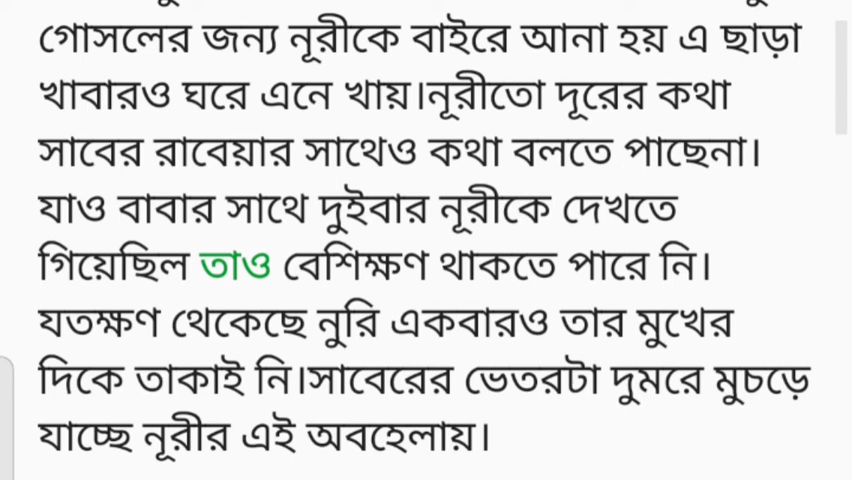 গোসলের জন্য নূরীকে বাইরে আনা হয় এ ছাড়া
খাবারও ঘরে এনে খায়।নূরীতো দূরের কথা
সাবের রাবেয়ার সাথেও কথা বলতে পাছেনা।
যাও বাবার সাথে দুইবার নূরীকে দেখতে
গিয়েছিল তাও বেশিক্ষণ থাকতে পারে নি।
যতক্ষণ থেকেছে নুরি একবারও তার মুখের
দিকে তাকাই নি।সাবেরের ভেতরটা দুমরে মুচড়ে
যাচ্ছে নূরীর এই অবহেলায়।